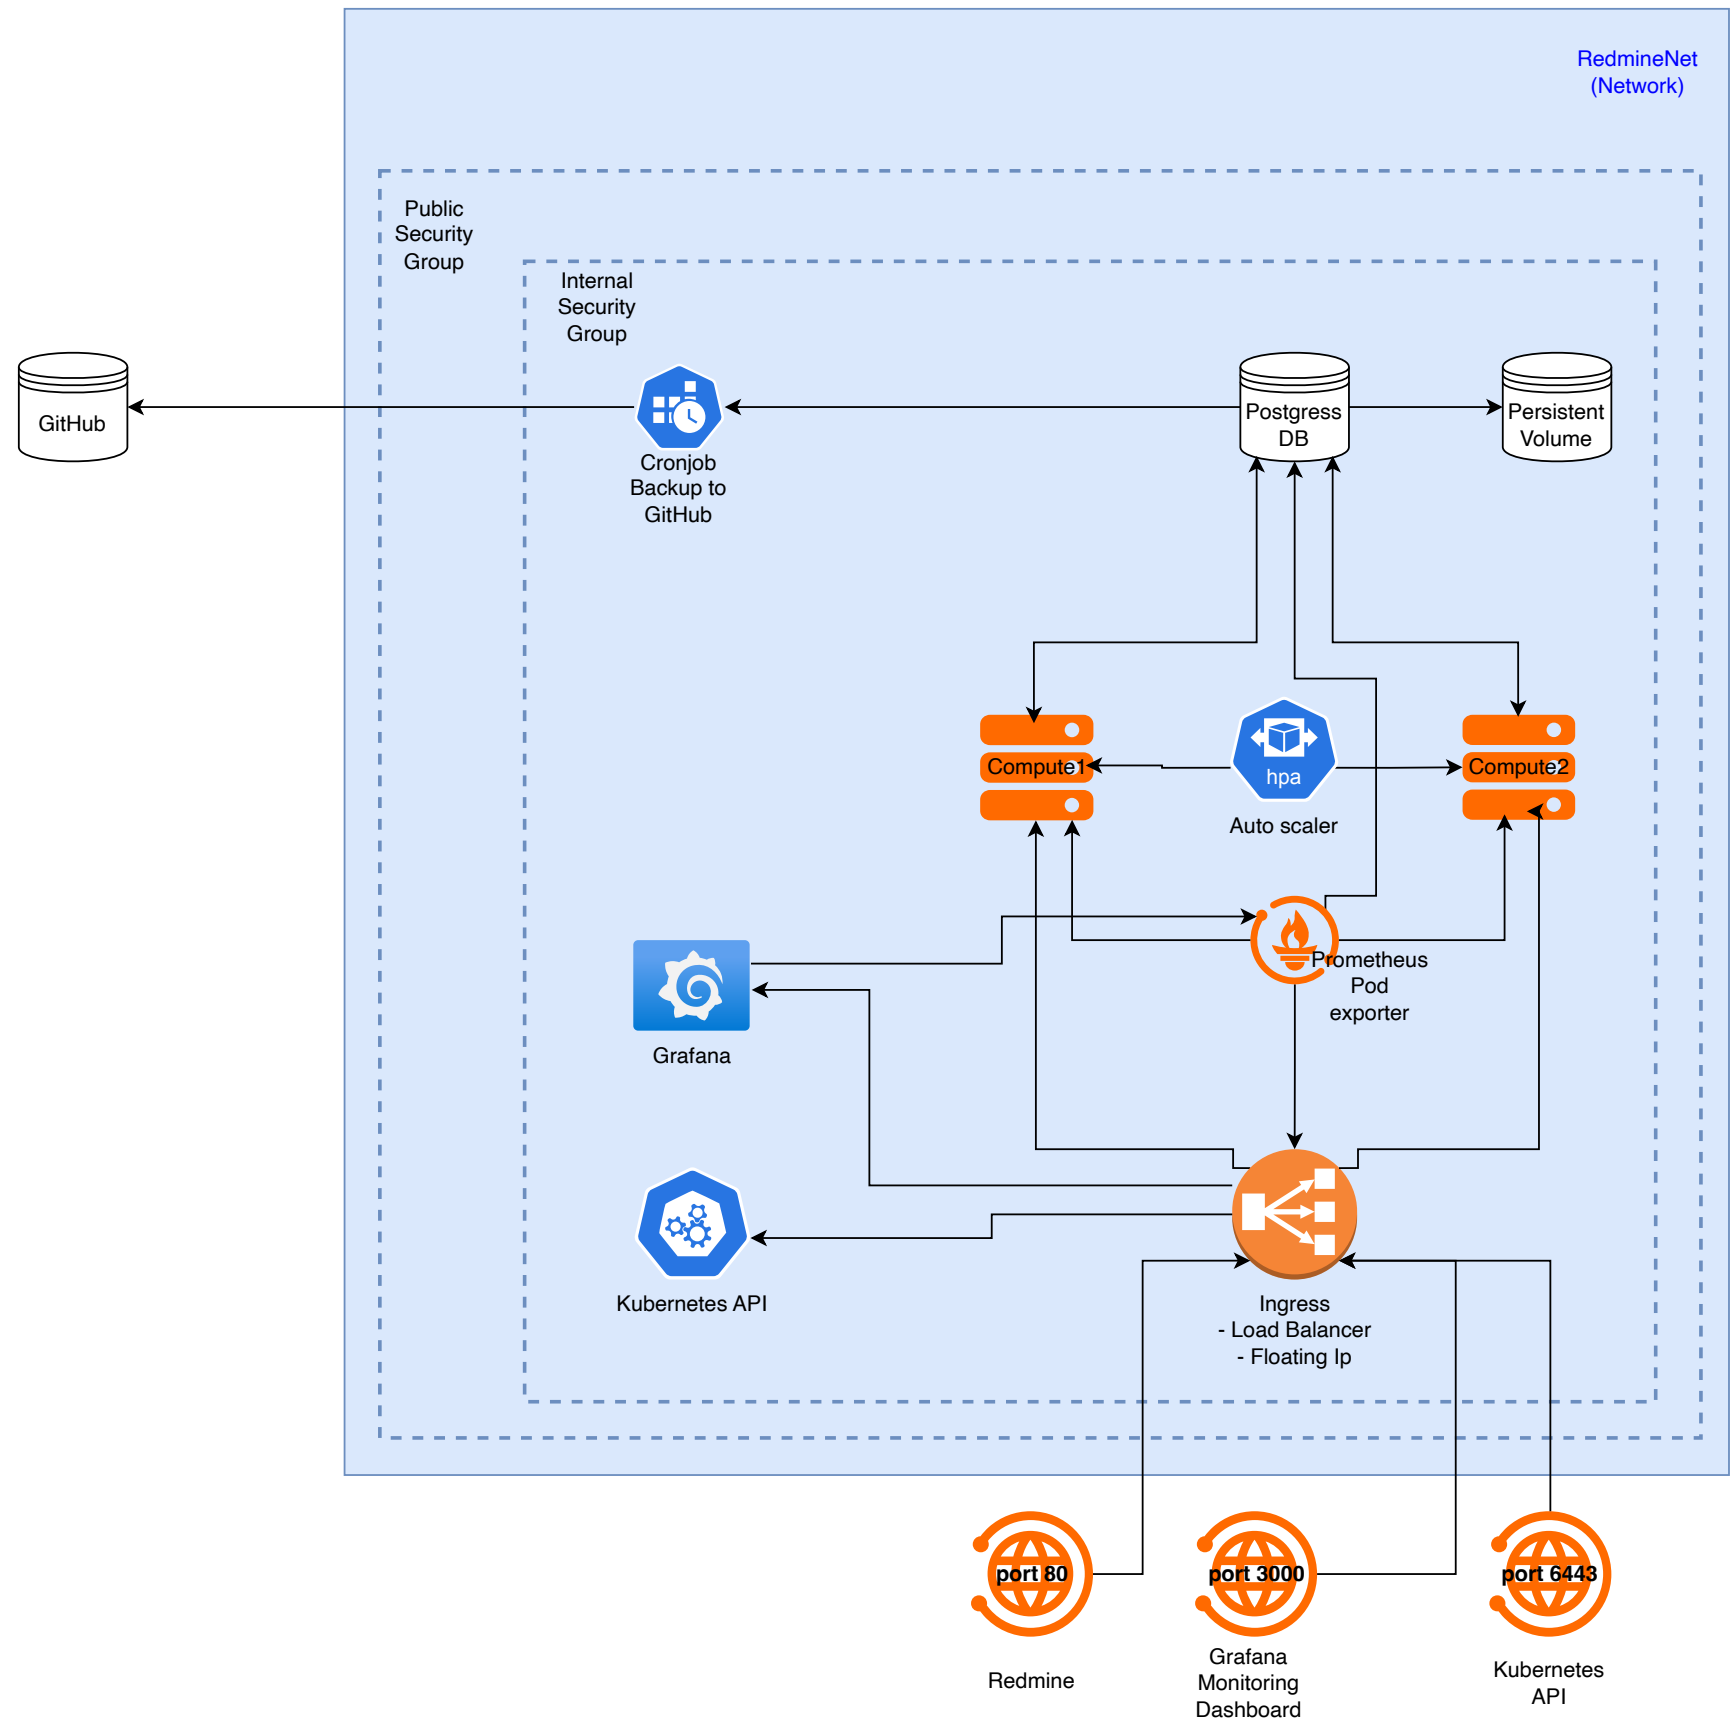 RedmineNet
(Network)
Public
Security
Group
Internal
Security
Group
GitHub
Cronjob
Backup to
GitHub
Postgress
DB
Persistent
Volume
Compute1
hpa
Auto scaler
Compute2
Prometheus
Pod
exporter
Grafana
Kubernetes API
Ingress
- Load Balancer
- Floating Ip
port 80
Redmine
port 3000
Grafana
Monitoring
Dashboard
port 6443
Kubernetes
API